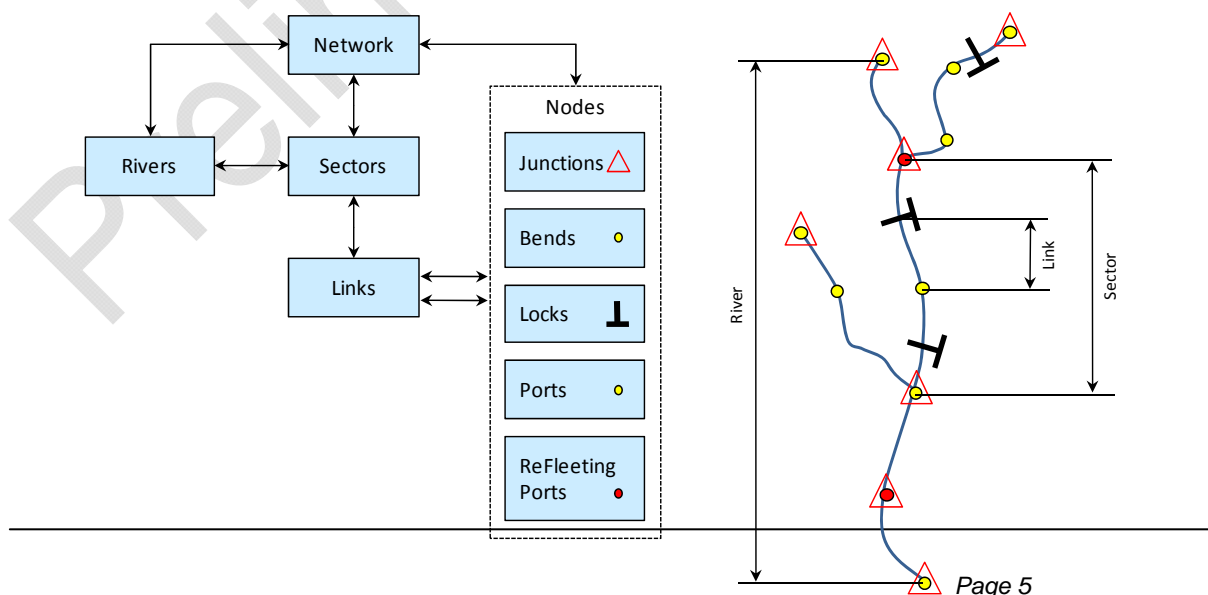 Network
Nodes
Rivers
Sectors
Junctions
Bends
Links
Locks
Ports
ReFleeting
Ports
River
Link
Sector
Page 5